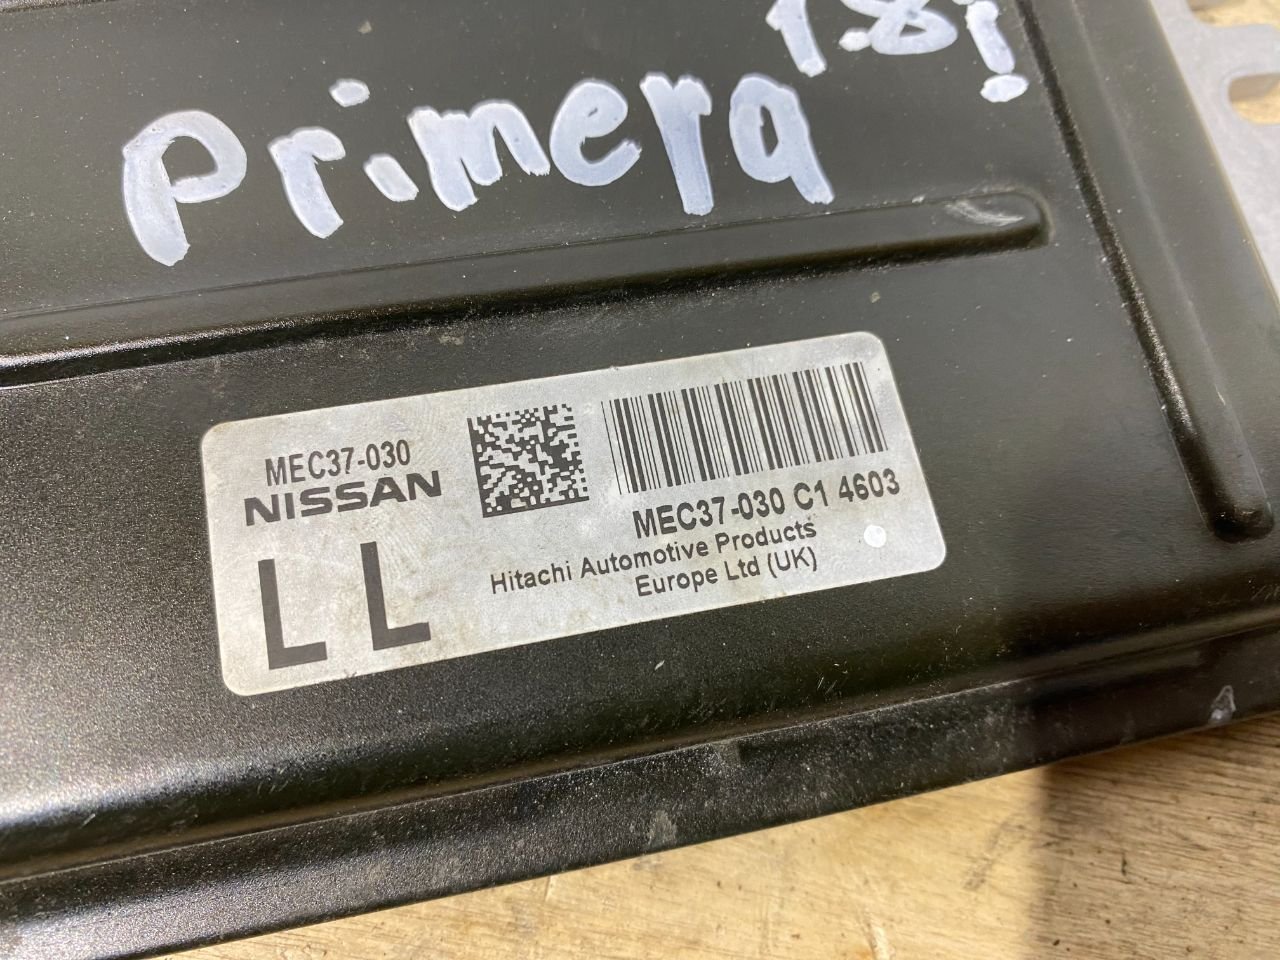 1.8i
Primera
MEC37-030
NISSAN
LL
MEC37-030 C1 4603
Hitachi Automotive Products
Europe Ltd (UK)